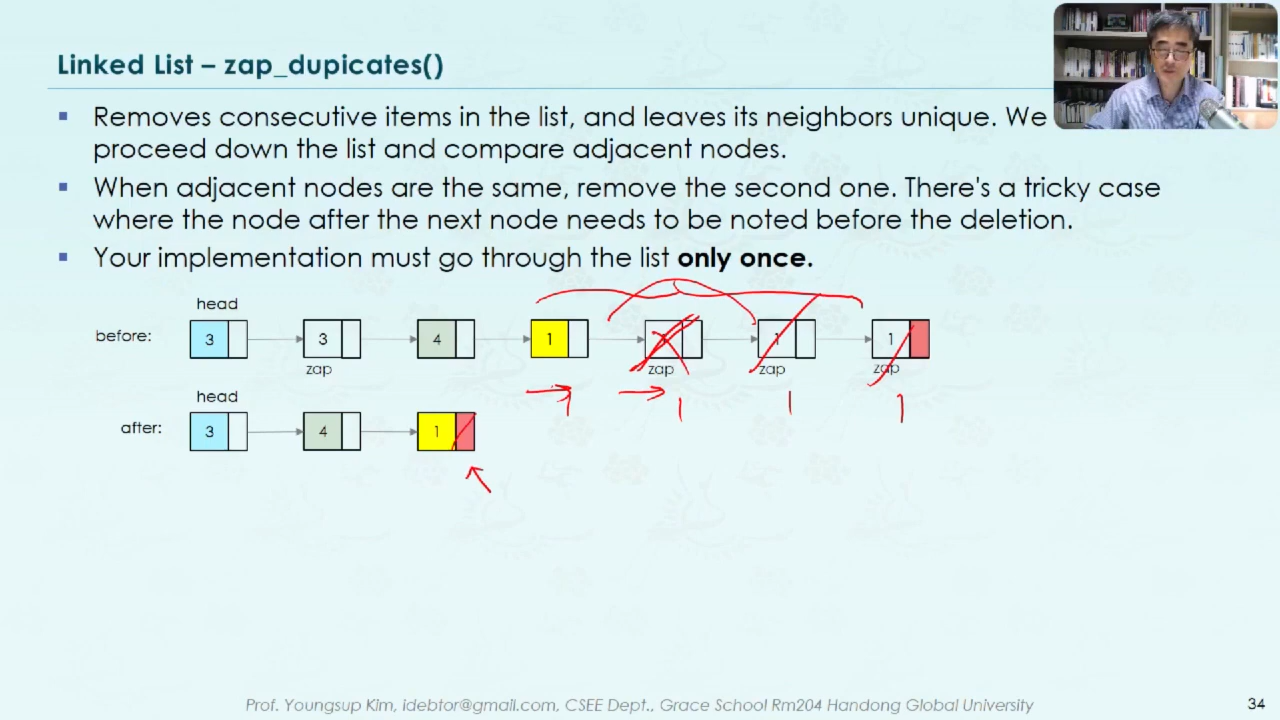 Linked List – zap_dupicates()
Removes consecutive items in the list, and leaves its neighbors unique. We
proceed down the list and compare adjacent nodes.
When adjacent nodes are the same, remove the second one. There's a tricky case
where the node after the next node needs to be noted before the deletion.
Your implementation must go through the list only once.
head
before: 3 3 4 1 1 1
zap zap zap zap
1 1 1 1
head
after: 3 4 1
Prof. Youngsup Kim, idebtor@gmail.com, CSEE Dept., Grace School Rm204 Handong Global University
34